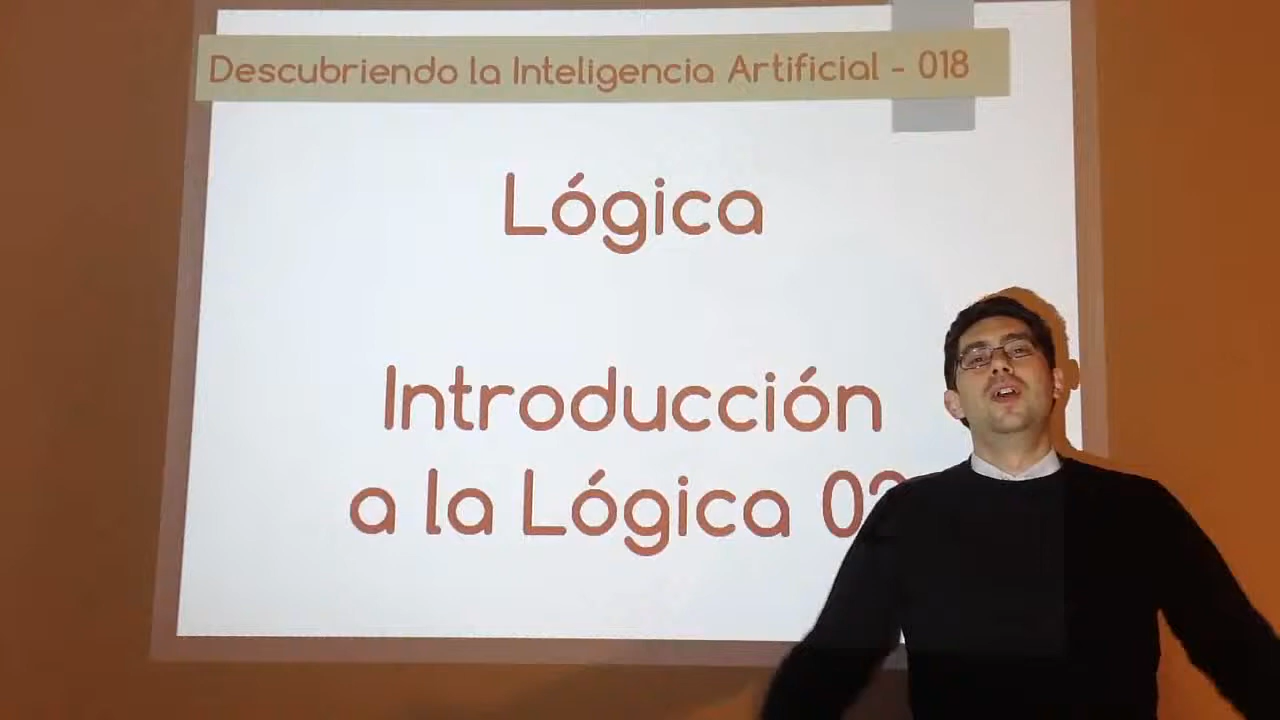 Descubriendo la Inteligencia Artificial - 018
Lógica
Introducción
a la Lógica